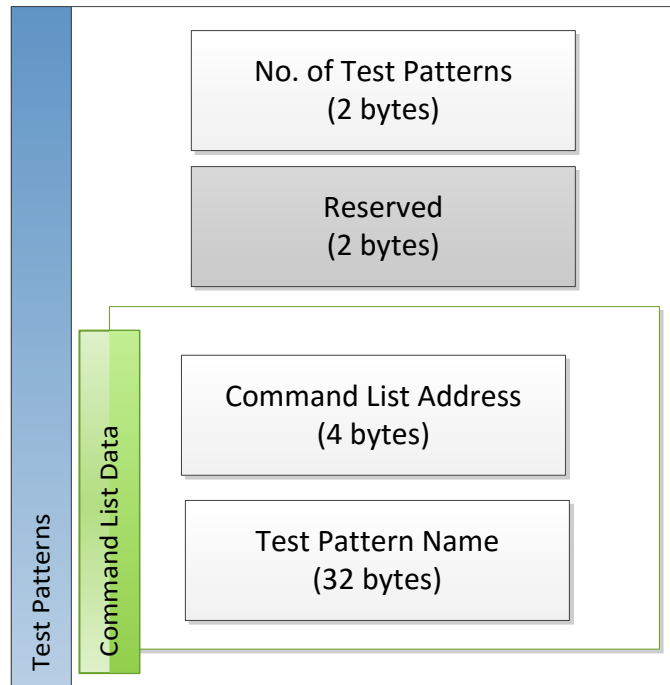 No. of Test Patterns
(2 bytes)
Reserved
(2 bytes)
Command List Address
(4 bytes)
Test Pattern Name
(32 bytes)
Command List Data
Test Patterns